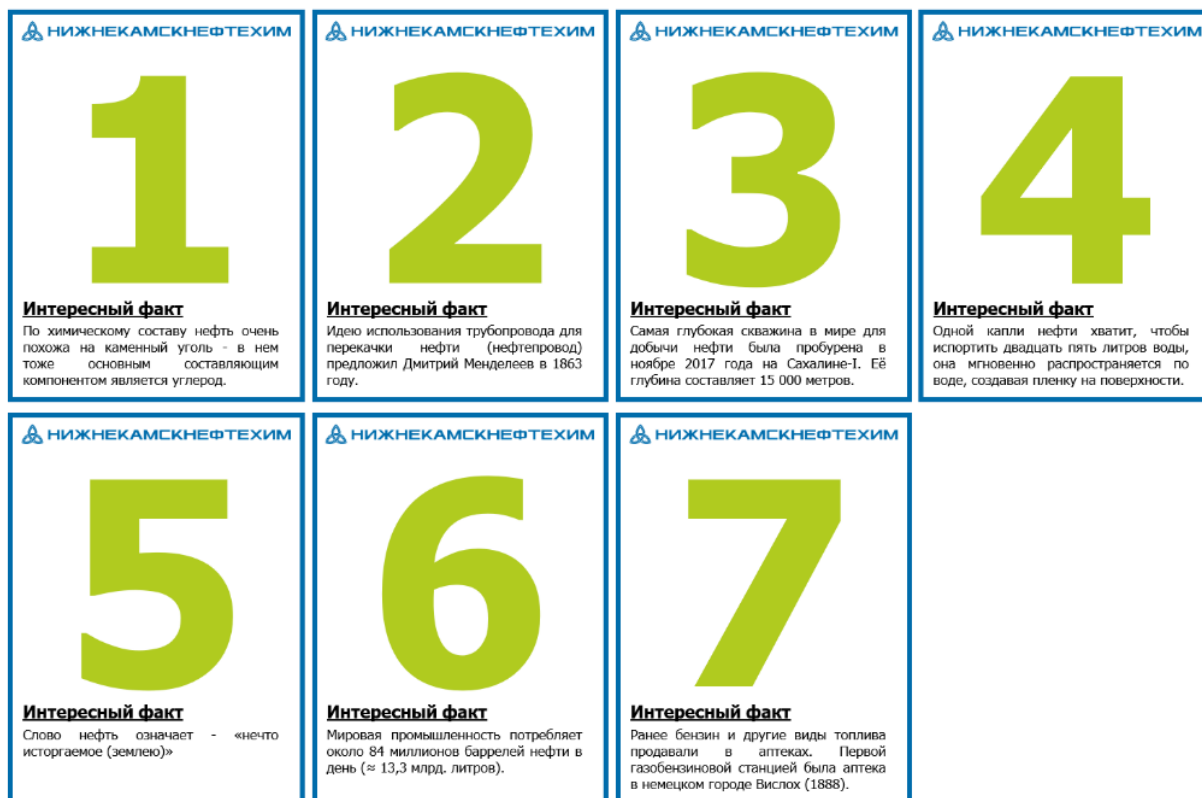 НИЖНЕКАМСКНЕФТЕХИМ
1
Интересный факт
По химическому составу нефть очень
похожа на каменный уголь - в нем
тоже основным составляющим
компонентом является углерод.
НИЖНЕКАМСКНЕФТЕХИМ
2
Интересный факт
Идею использования трубопровода для
перекачки нефти (нефтепровод)
предложил Дмитрий Менделеев в 1863
году.
НИЖНЕКАМСКНЕФТЕХИМ
3
Интересный факт
Самая глубокая скважина в мире для
добычи нефти была пробурена в
ноябре 2017 года на Сахалине-I. Её
глубина составляет 15 000 метров.
НИЖНЕКАМСКНЕФТЕХИМ
4
Интересный факт
Одной капли нефти хватит, чтобы
испортить двадцать пять литров воды,
она мгновенно распространяется по
воде, создавая пленку на поверхности.
НИЖНЕКАМСКНЕФТЕХИМ
5
Интересный факт
Слово нефть означает - «нечто
исторгаемое (землею)»
НИЖНЕКАМСКНЕФТЕХИМ
6
Интересный факт
Мировая промышленность потребляет
около 84 миллионов баррелей нефти в
день (≈ 13,3 млрд. литров).
НИЖНЕКАМСКНЕФТЕХИМ
7
Интересный факт
Ранее бензин и другие виды топлива
продавали в аптеках. Первой
газобензиновой станцией была аптека
в немецком городе Вислох (1888).